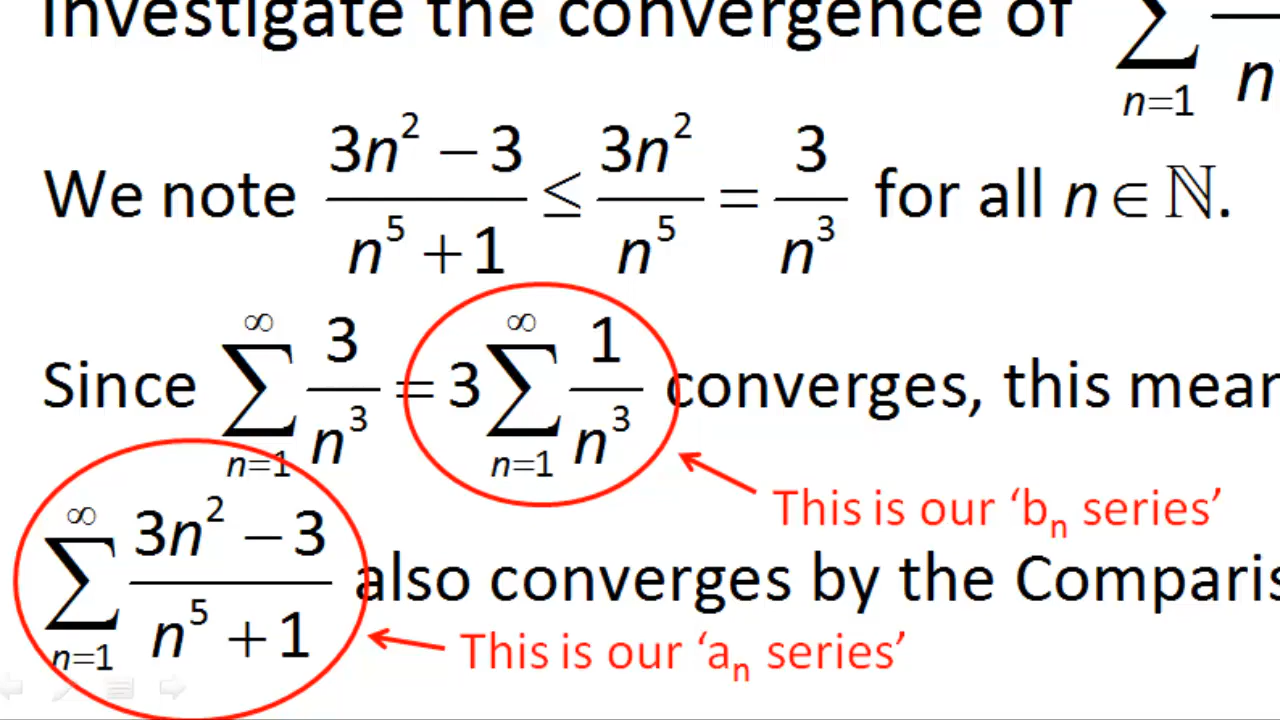 Investigate the convergence of ∑ n=1 n
We note 3n² − 3 / n⁵ + 1 ≤ 3n² / n⁵ = 3 / n³ for all n ∈ ℕ.
Since ∞ ∑ n=1 3 / n³ = 3 ∞ ∑ n=1 1 / n³ converges, this mean
This is our ‘bₙ series’
∞ ∑ n=1 3n² − 3 / n⁵ + 1 also converges by the Comparis
This is our ‘aₙ series’